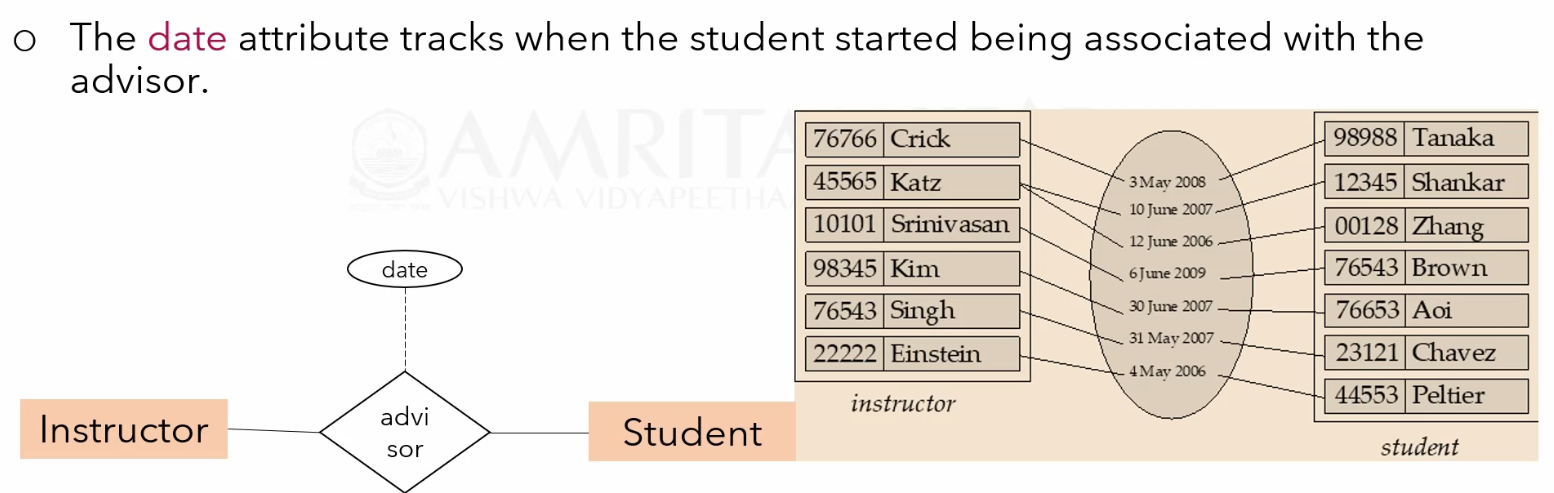 o The date attribute tracks when the student started being associated with the
advisor.
AMRITA
VISHWA VIDYAPEETHA
date
Instructor
advi
sor
Student
76766 Crick
45565 Katz
10101 Srinivasan
98345 Kim
76543 Singh
22222 Einstein
instructor
3 May 2008
10 June 2007
12 June 2006
6 June 2009
30 June 2007
31 May 2007
4 May 2006
98988 Tanaka
12345 Shankar
00128 Zhang
76543 Brown
76653 Aoi
23121 Chavez
44553 Peltier
student